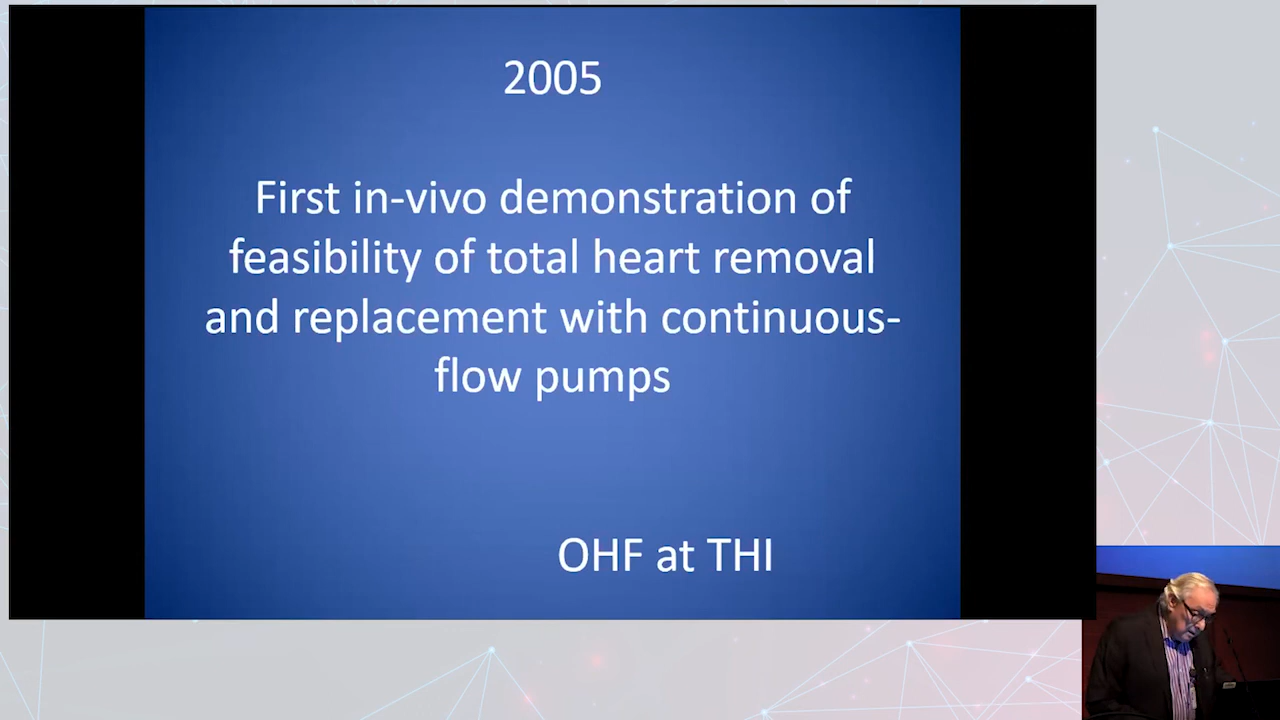 2005
First in-vivo demonstration of
feasibility of total heart removal
and replacement with continuous-
flow pumps
OHF at THI